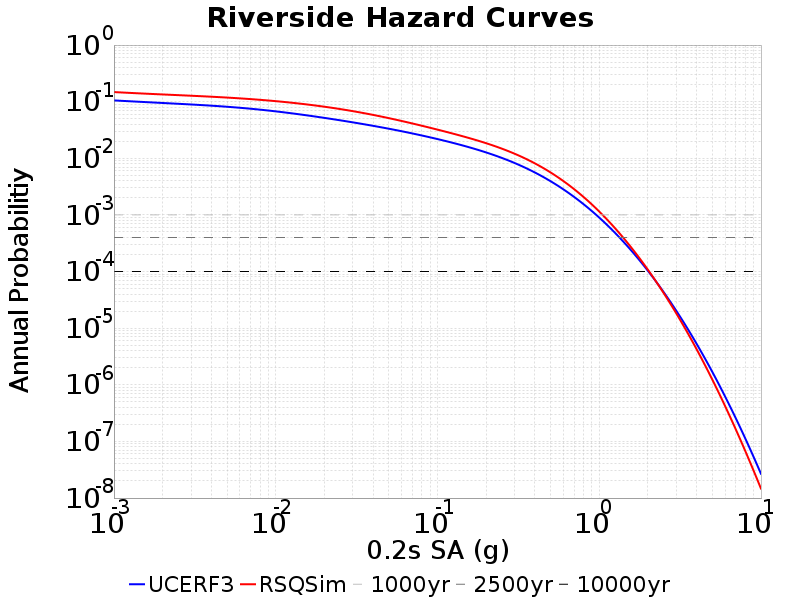 Riverside Hazard Curves
Annual Probabilitiy
10^0
10^-1
10^-2
10^-3
10^-4
10^-5
10^-6
10^-7
10^-8
10^-3 10^-2 10^-1 10^0 10^1
0.2s SA (g)
UCERF3 RSQSim 1000yr 2500yr 10000yr